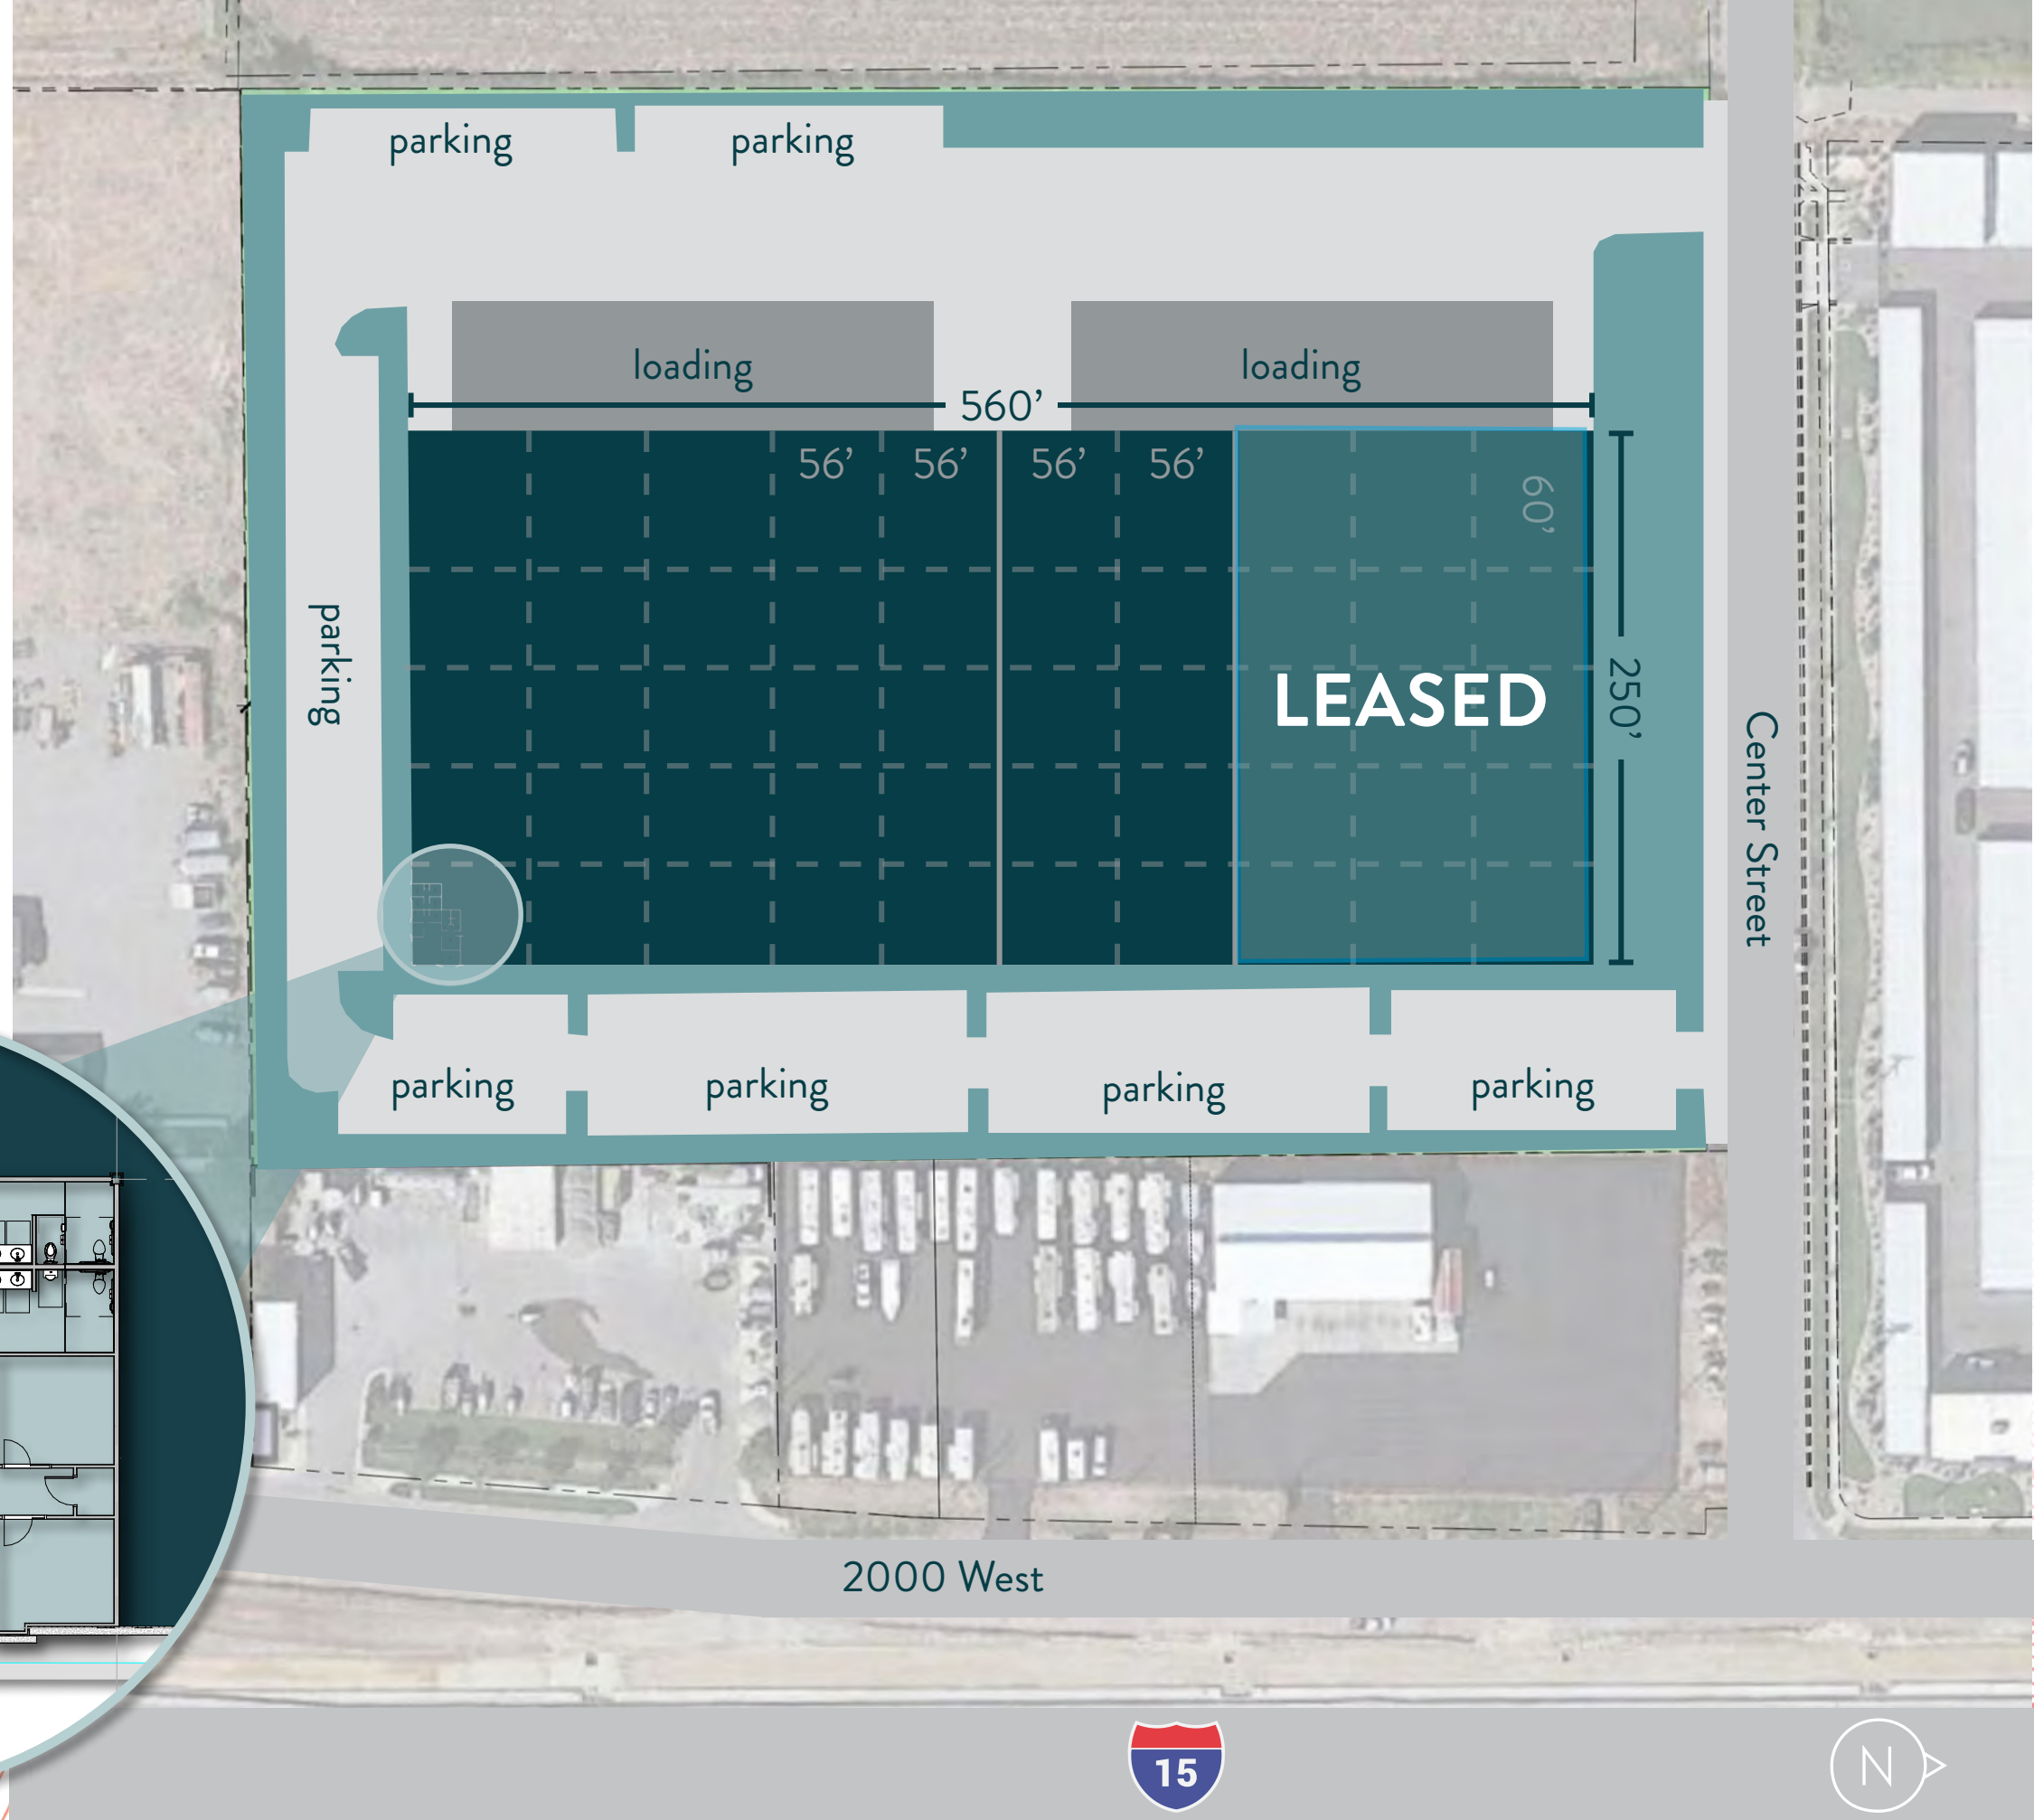 parking
parking
loading
loading
560’
56’
56’
56’
56’
60’
parking
LEASED
250’
Center Street
parking
parking
parking
parking
2000 West
15
N